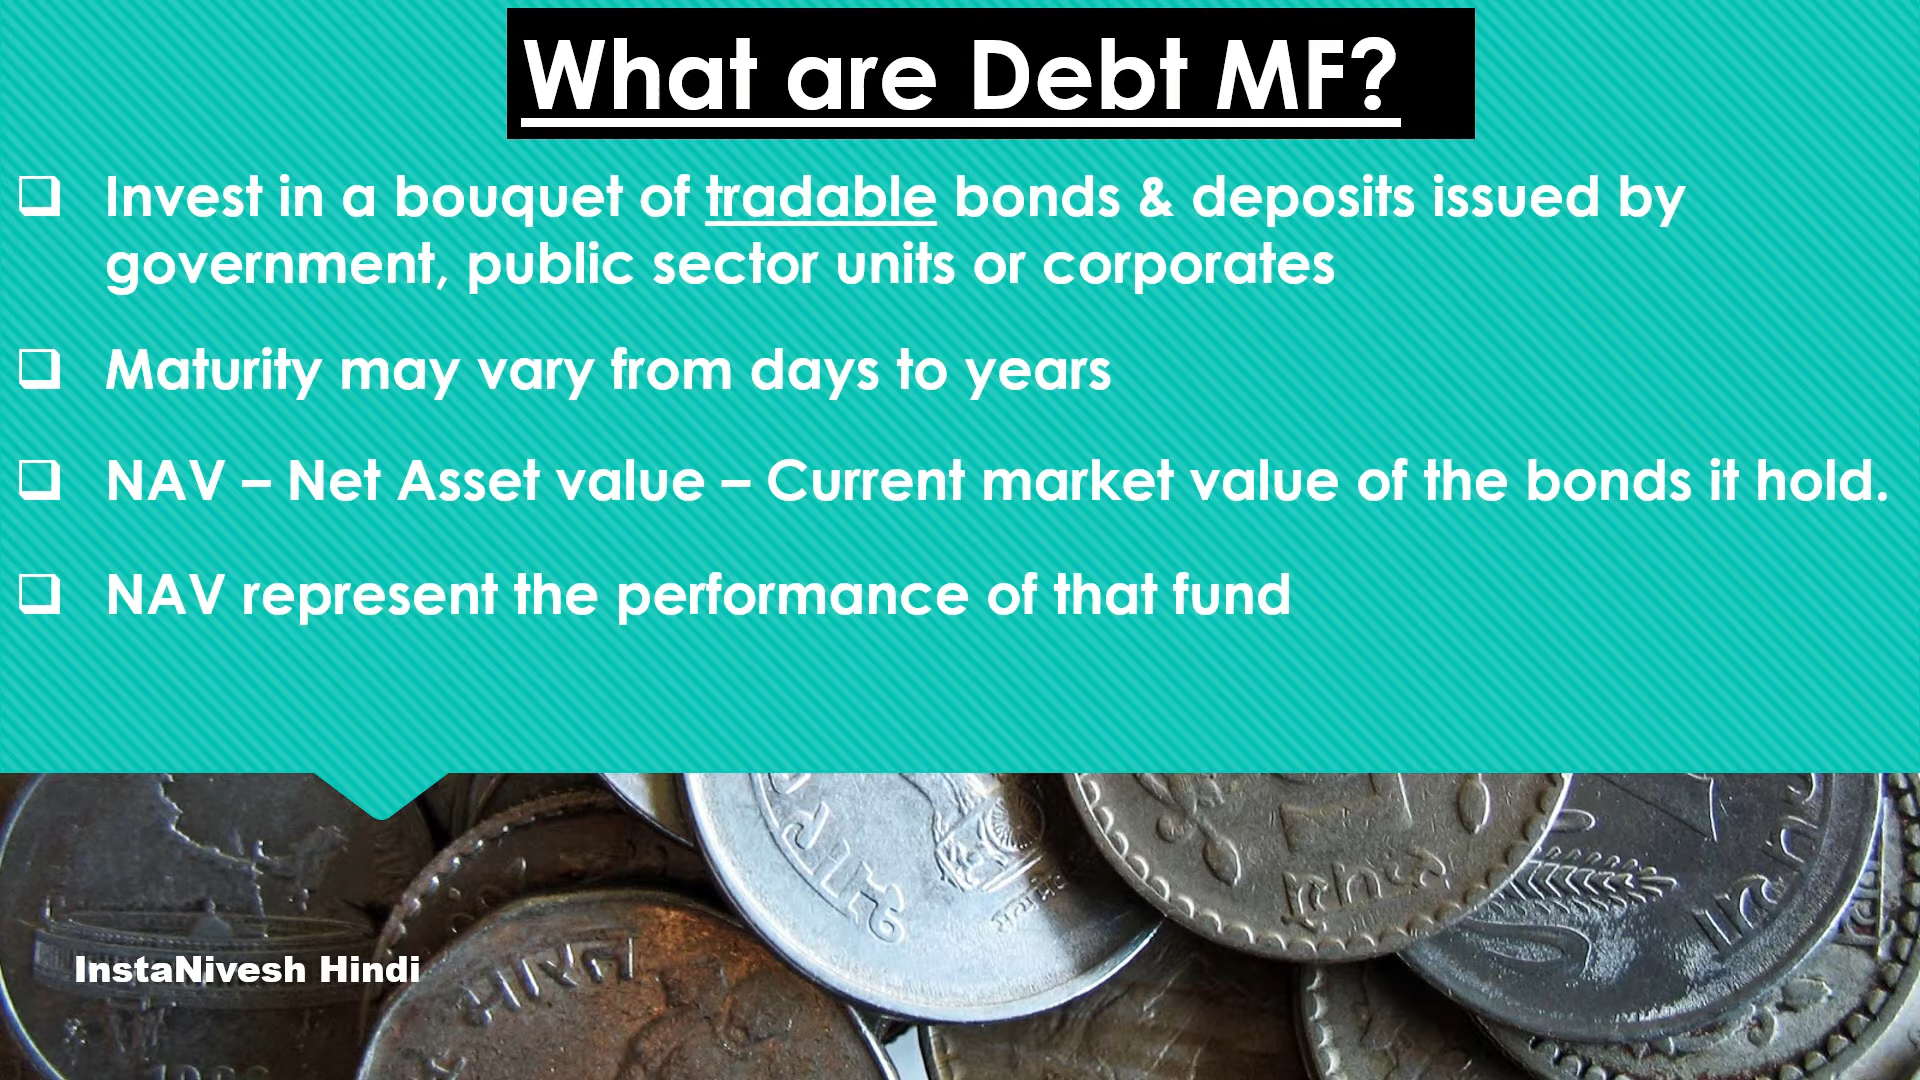 What are Debt MF?
❑ Invest in a bouquet of tradable bonds & deposits issued by
government, public sector units or corporates
❑ Maturity may vary from days to years
❑ NAV – Net Asset value – Current market value of the bonds it hold.
❑ NAV represent the performance of that fund
InstaNivesh Hindi